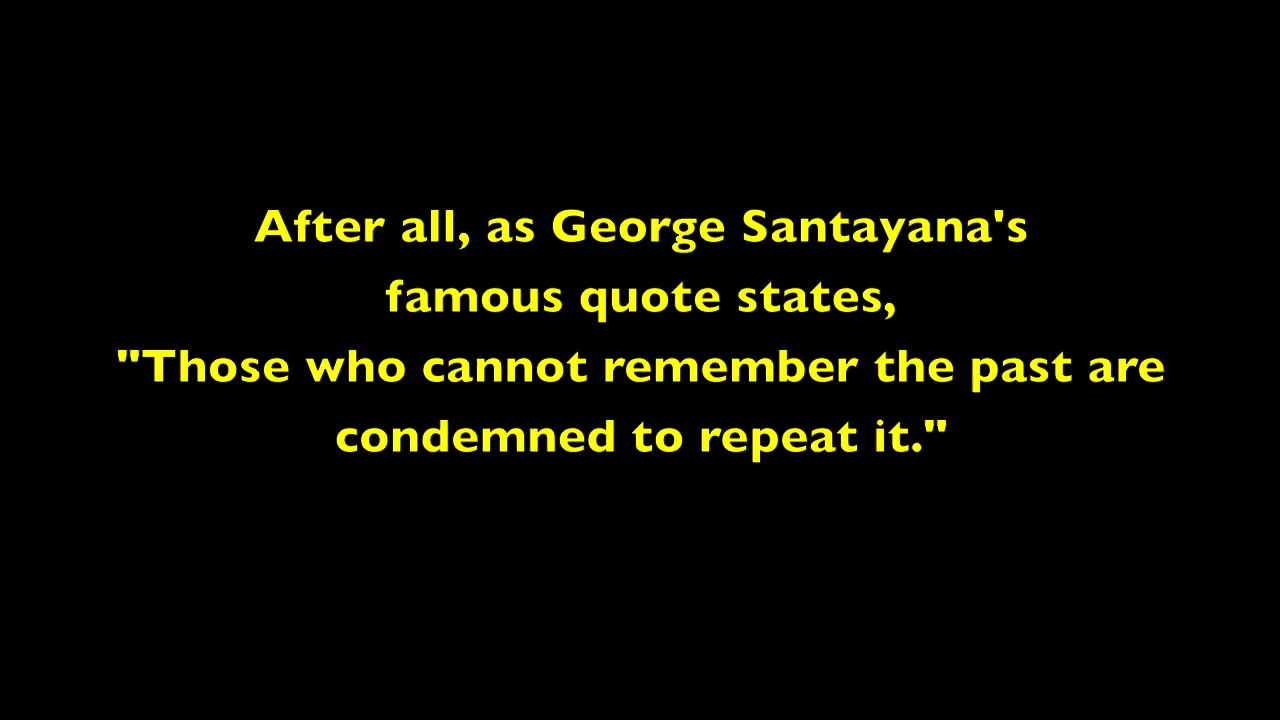 After all, as George Santayana's
famous quote states,
"Those who cannot remember the past are
condemned to repeat it."